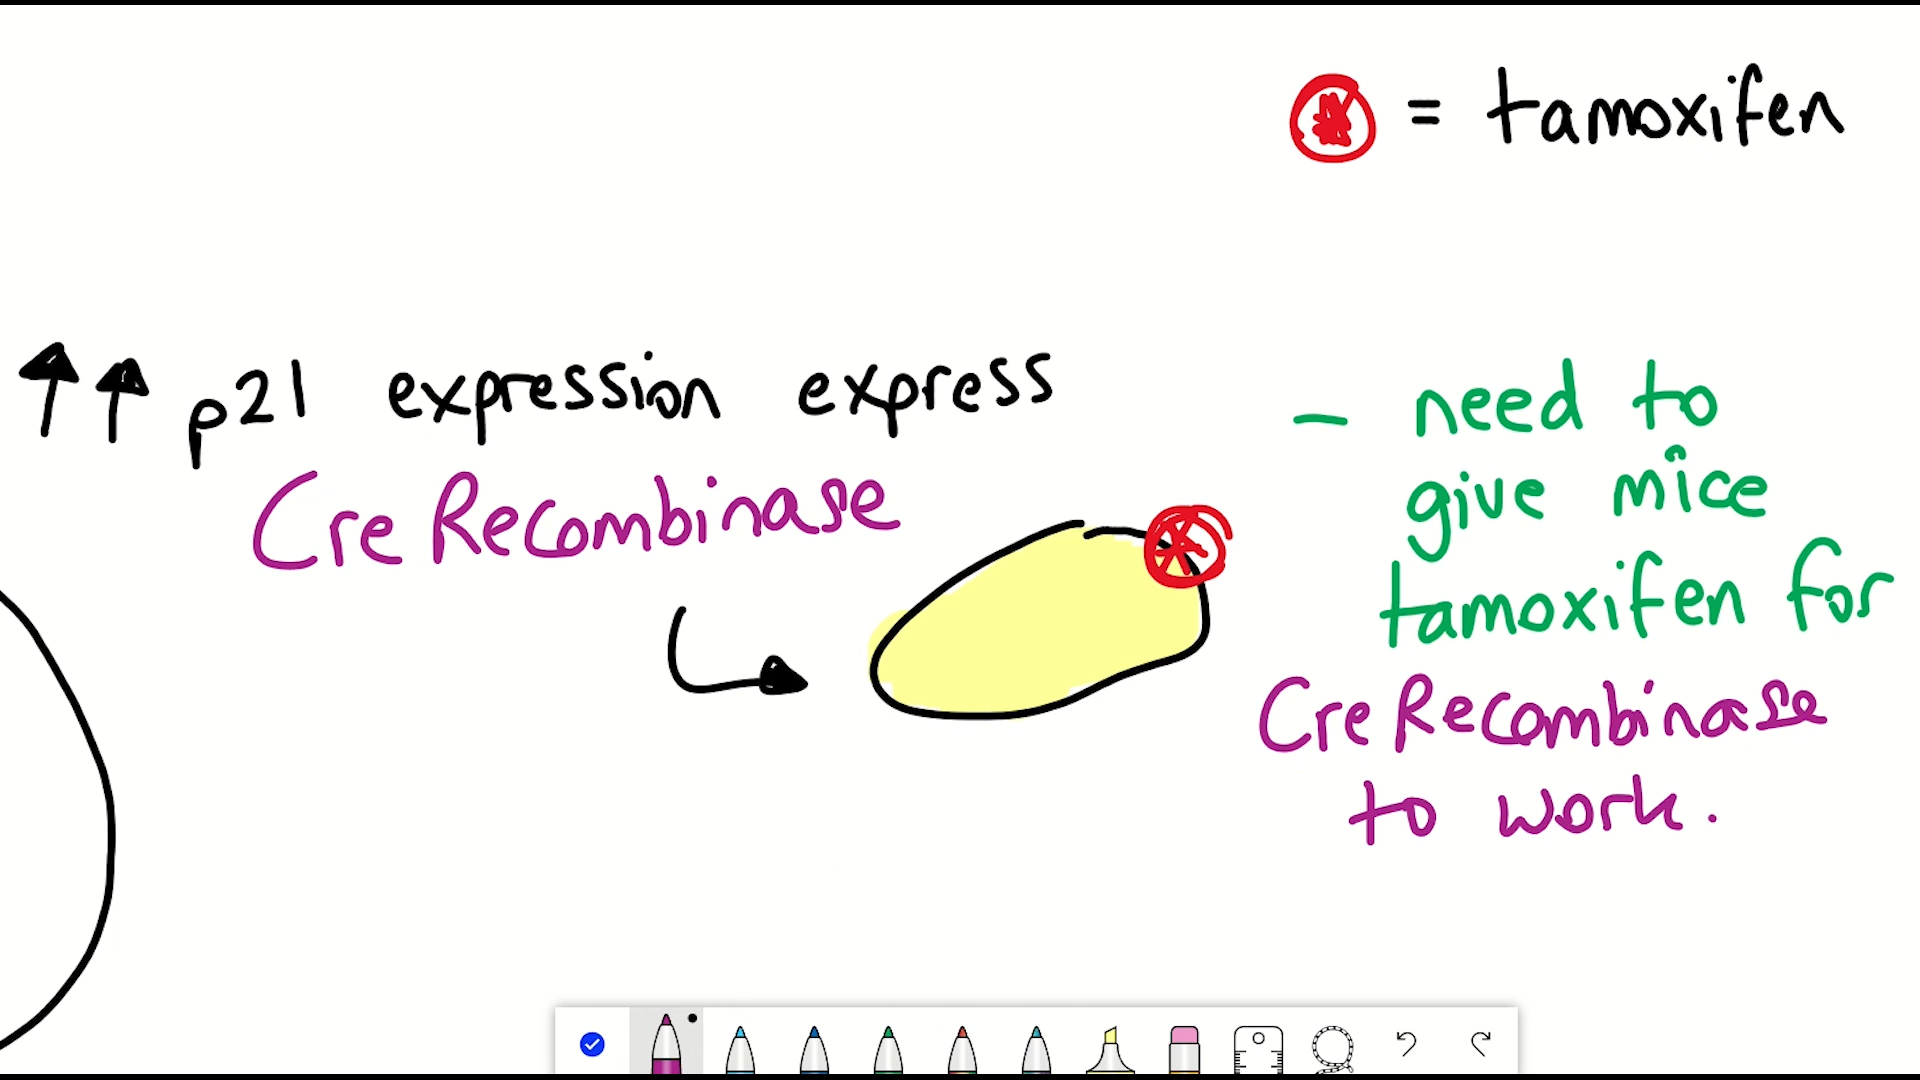 = tamoxifen
p21 expression express
Cre Recombinase
- need to
give mice
tamoxifen for
Cre Recombinase
to work.